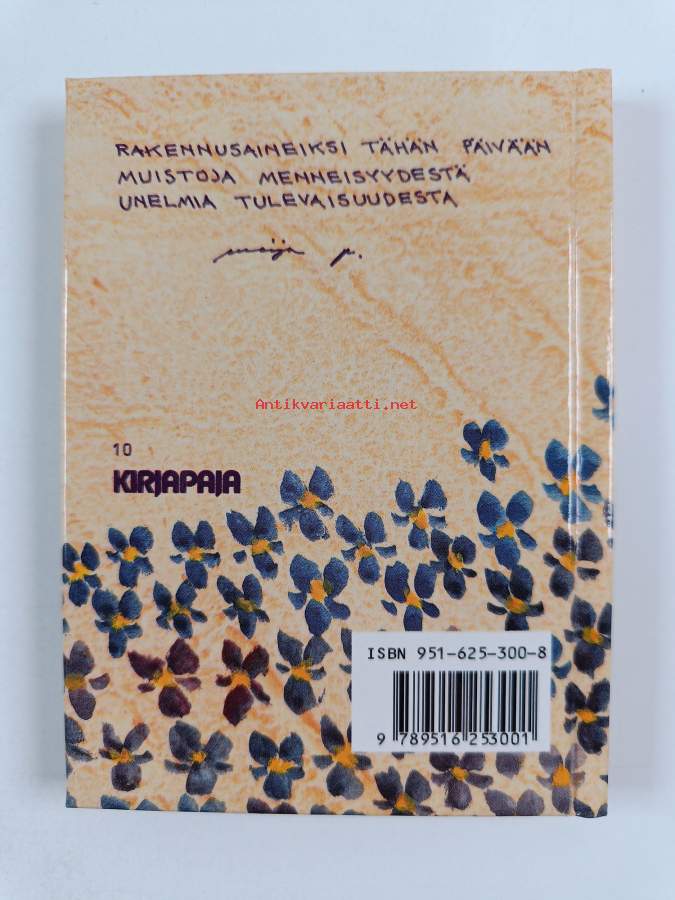 RAKENNUSAINEIKSI TÄHÄN PÄIVÄÄN
MUISTOJA MENNEISYYDESTÄ
UNELMIA TULEVAISUUDESTA
meija p.
Antikvariaatti.net
10
KIRJAPAJA
ISBN 951-625-300-8
9 789516 253001